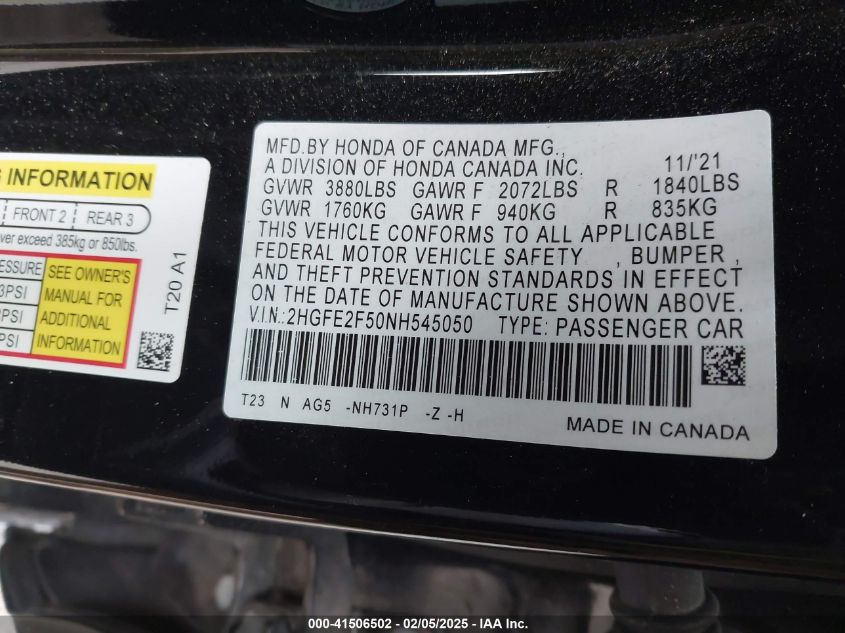 MFD.BY HONDA OF CANADA MFG.,
A DIVISION OF HONDA CANADA INC. 11/'21
GVWR 3880LBS GAWR F 2072LBS R 1840LBS
GVWR 1760KG GAWR F 940KG R 835KG
THIS VEHICLE CONFORMS TO ALL APPLICABLE
FEDERAL MOTOR VEHICLE SAFETY , BUMPER ,
AND THEFT PREVENTION STANDARDS IN EFFECT
ON THE DATE OF MANUFACTURE SHOWN ABOVE.
V.I.N.:2HGFE2F50NH545050 TYPE: PASSENGER CAR
T23 N AG5 -NH731P -Z -H
MADE IN CANADA
INFORMATION
FRONT 2 REAR 3
exceed 385kg or 850lbs.
SEE OWNER'S
MANUAL FOR
ADDITIONAL
INFORMATION
T20 A1
000-41506502 - 02/05/2025 - IAA Inc.